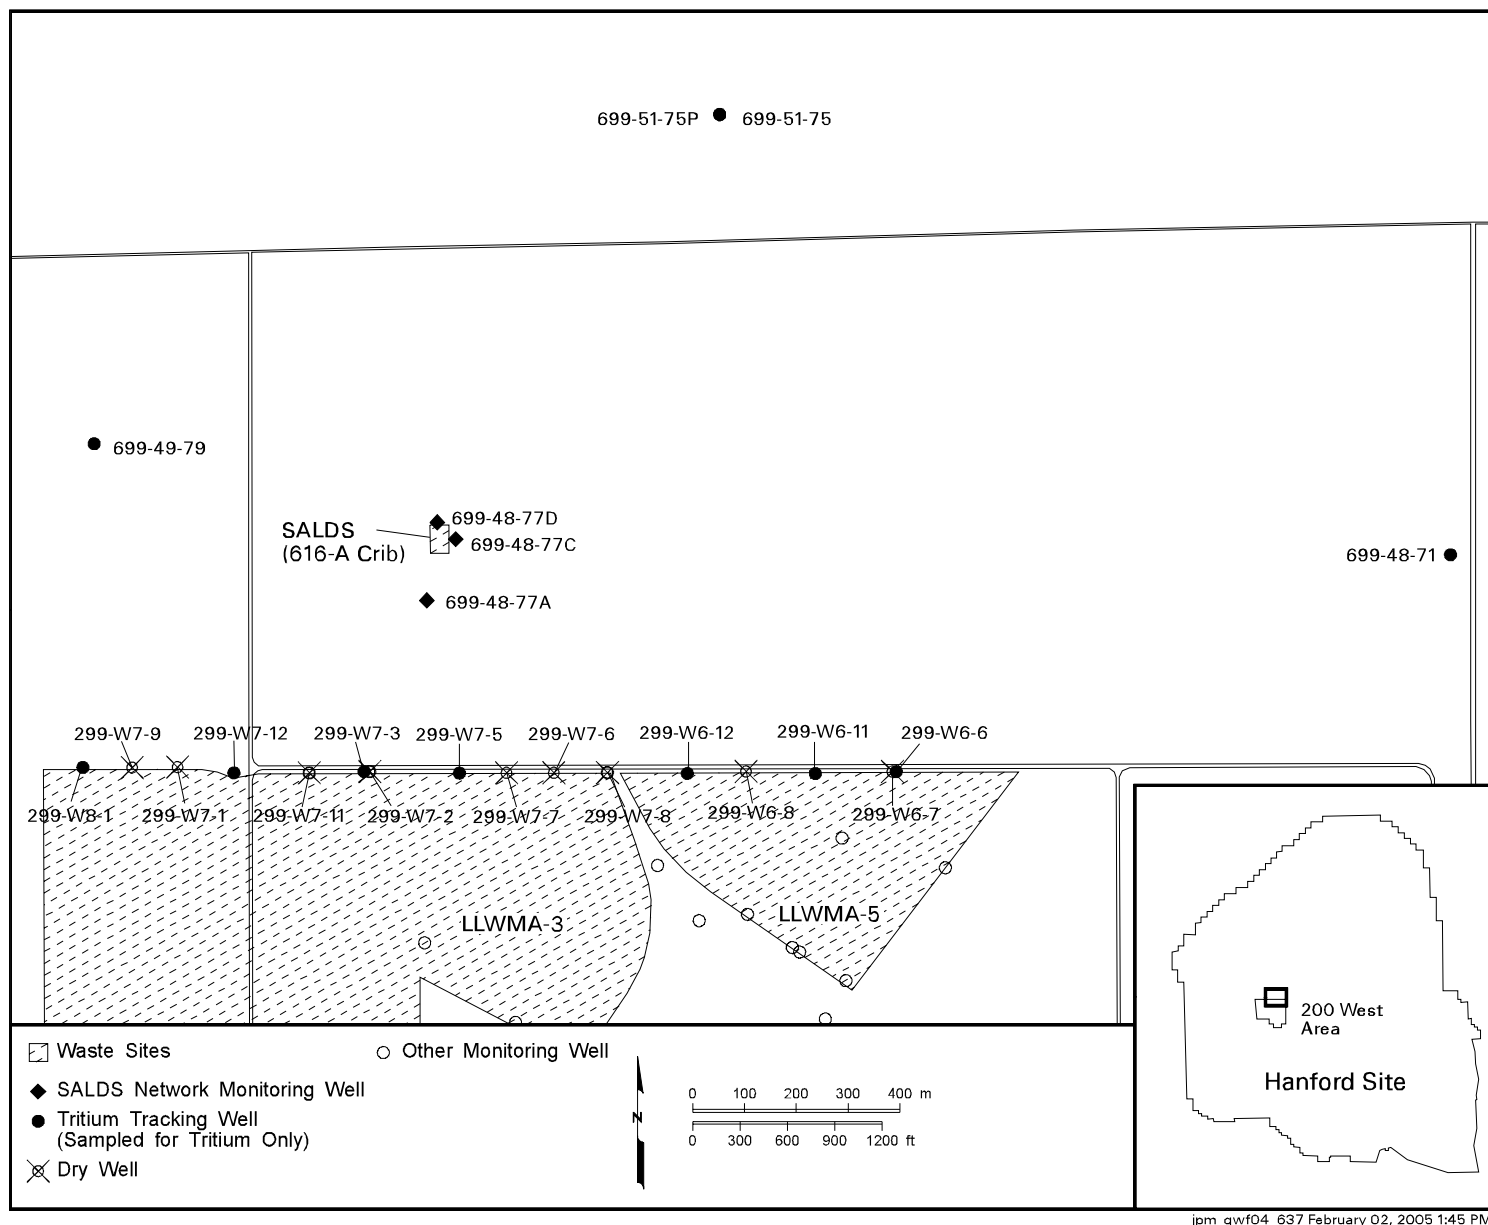 699-51-75P 699-51-75
699-49-79
699-48-77D
SALDS
(616-A Crib)
699-48-77C
699-48-71
699-48-77A
299-W7-9 299-W7-12 299-W7-3 299-W7-5 299-W7-6 299-W6-12 299-W6-11 299-W6-6
299-W8-1 299-W7-1 299-W7-11 299-W7-2 299-W7-7 299-W7-8 299-W6-8 299-W6-7
LLWMA-3 LLWMA-5
200 West
Area
Hanford Site
Waste Sites
Other Monitoring Well
SALDS Network Monitoring Well
Tritium Tracking Well
(Sampled for Tritium Only)
Dry Well
N
0 100 200 300 400 m
0 300 600 900 1200 ft
jpm_gwf04_637 February 02, 2005 1:45 PM